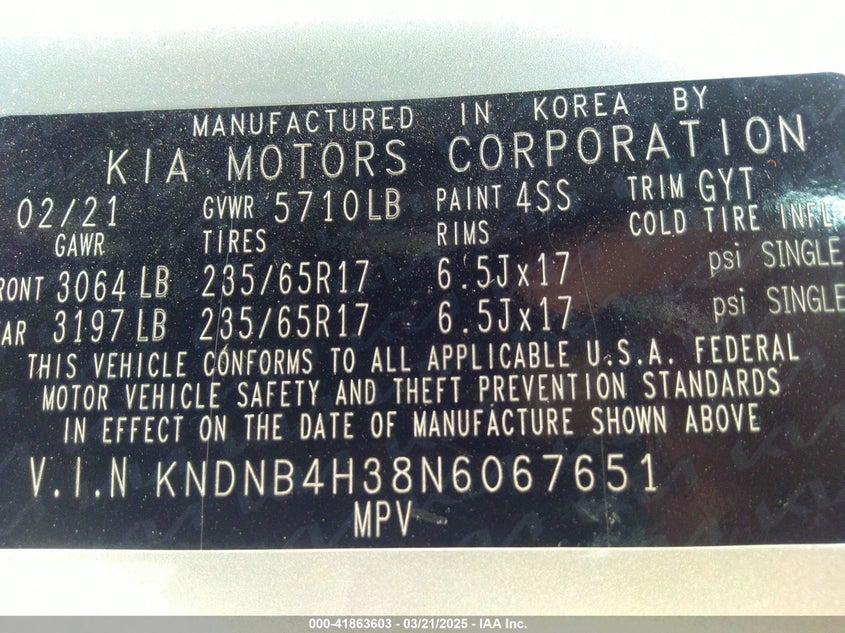 MANUFACTURED IN KOREA BY
KIA MOTORS CORPORATION
02/21 GVWR 5710LB PAINT 4SS TRIM GYT
GAWR TIRES RIMS COLD TIRE INFL
RONT 3064 LB 235/65R17 6.5Jx17 psi SINGLE
AR 3197 LB 235/65R17 6.5Jx17 psi SINGLE
THIS VEHICLE CONFORMS TO ALL APPLICABLE U.S.A. FEDERAL
MOTOR VEHICLE SAFETY AND THEFT PREVENTION STANDARDS
IN EFFECT ON THE DATE OF MANUFACTURE SHOWN ABOVE
V.I.N KNDNB4H38N6067651
MPV
000-41863603 — 03/21/2025 — IAA Inc.